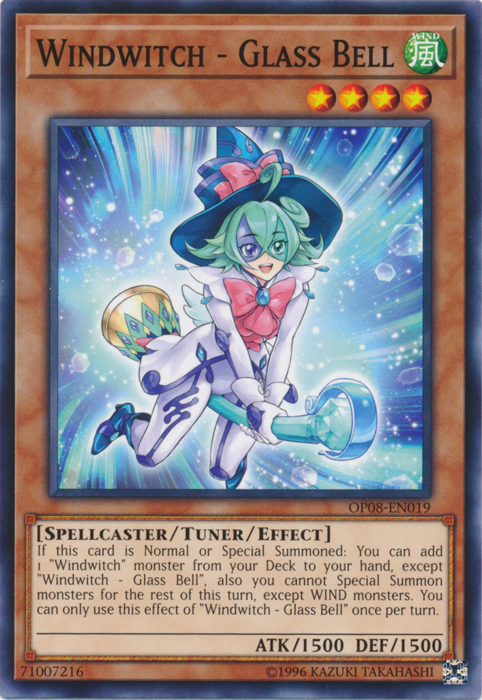 Windwitch - Glass Bell
WIND
風
OP08-EN019
[Spellcaster/Tuner/Effect]
If this card is Normal or Special Summoned: You can add
1 "Windwitch" monster from your Deck to your hand, except
"Windwitch - Glass Bell", also you cannot Special Summon
monsters for the rest of this turn, except WIND monsters. You
can only use this effect of "Windwitch - Glass Bell" once per turn.
ATK/1500 DEF/1500
71007216
©1996 KAZUKI TAKAHASHI